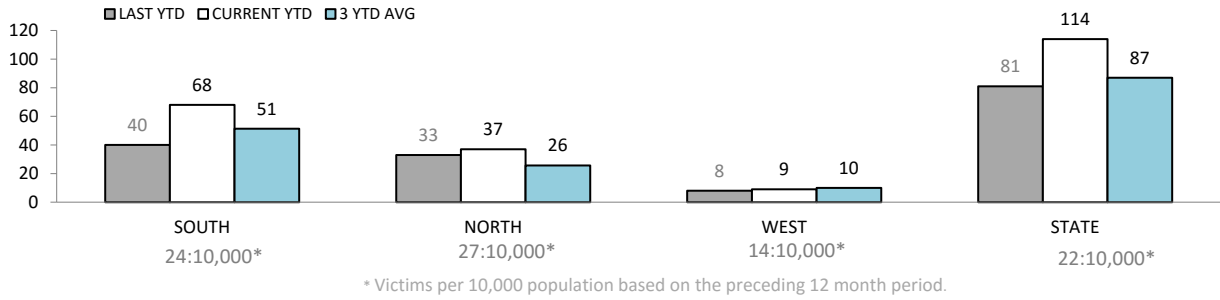 LAST YTD CURRENT YTD 3 YTD AVG
120
100
80
60
40
20
0
40 68 51
33 37 26
8 9 10
81 114 87
SOUTH NORTH WEST STATE
24:10,000* 27:10,000* 14:10,000* 22:10,000*
* Victims per 10,000 population based on the preceding 12 month period.